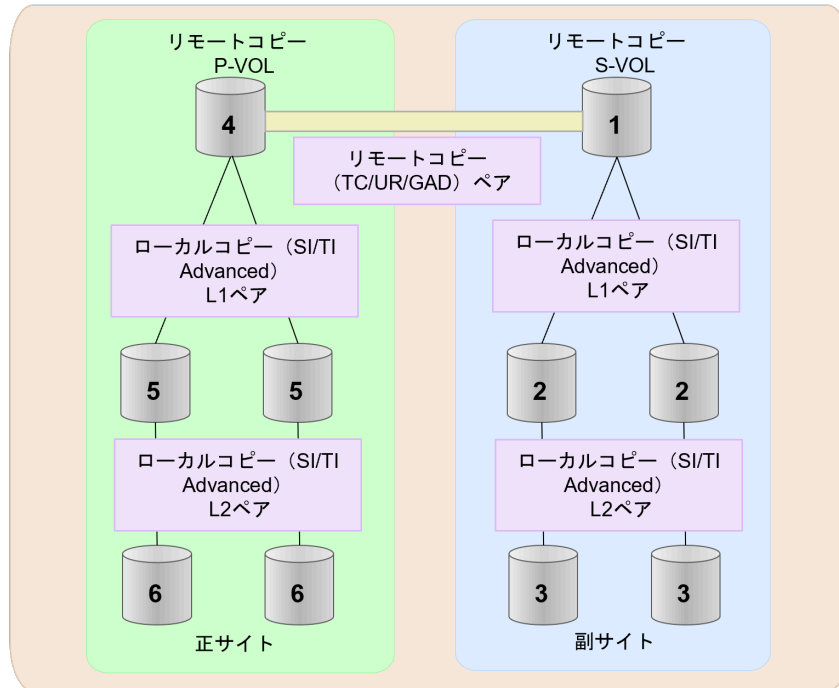 リモートコピー
P-VOL
4
リモートコピー
S-VOL
1
リモートコピー
（TC/UR/GAD）ペア
ローカルコピー（SI/TI
Advanced）
L1ペア
5
5
ローカルコピー（SI/TI
Advanced）
L2ペア
6
6
正サイト
ローカルコピー（SI/TI
Advanced）
L1ペア
2
2
ローカルコピー（SI/TI
Advanced）
L2ペア
3
3
副サイト